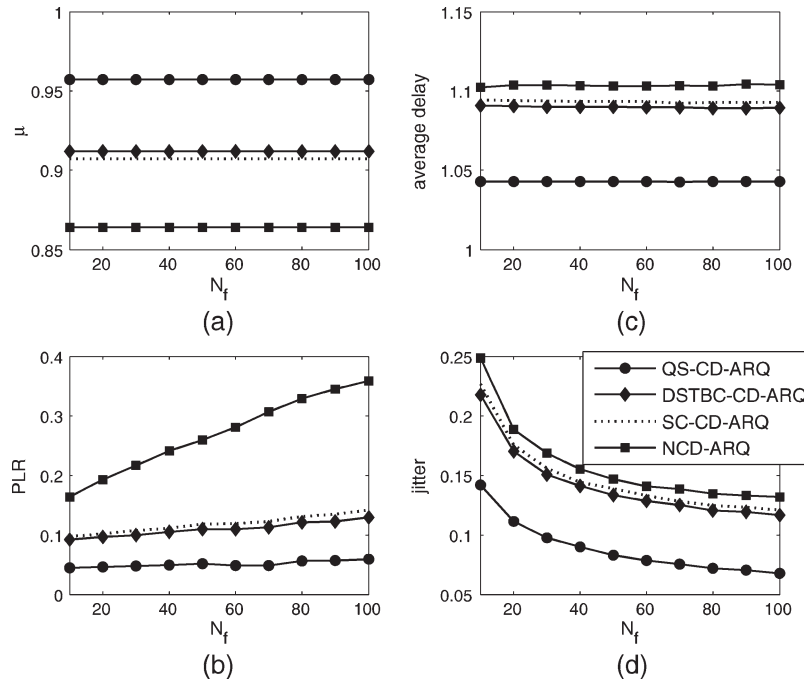 1
0.95
μ
0.9
0.85
20 40 60 80 100
N_f
(a)
1.15
1.1
average delay
1.05
1
20 40 60 80 100
N_f
(c)
0.4
0.3
PLR
0.2
0.1
0
20 40 60 80 100
N_f
(b)
0.25
0.2
jitter
0.15
0.1
0.05
20 40 60 80 100
N_f
(d)
QS-CD-ARQ
DSTBC-CD-ARQ
SC-CD-ARQ
NCD-ARQ